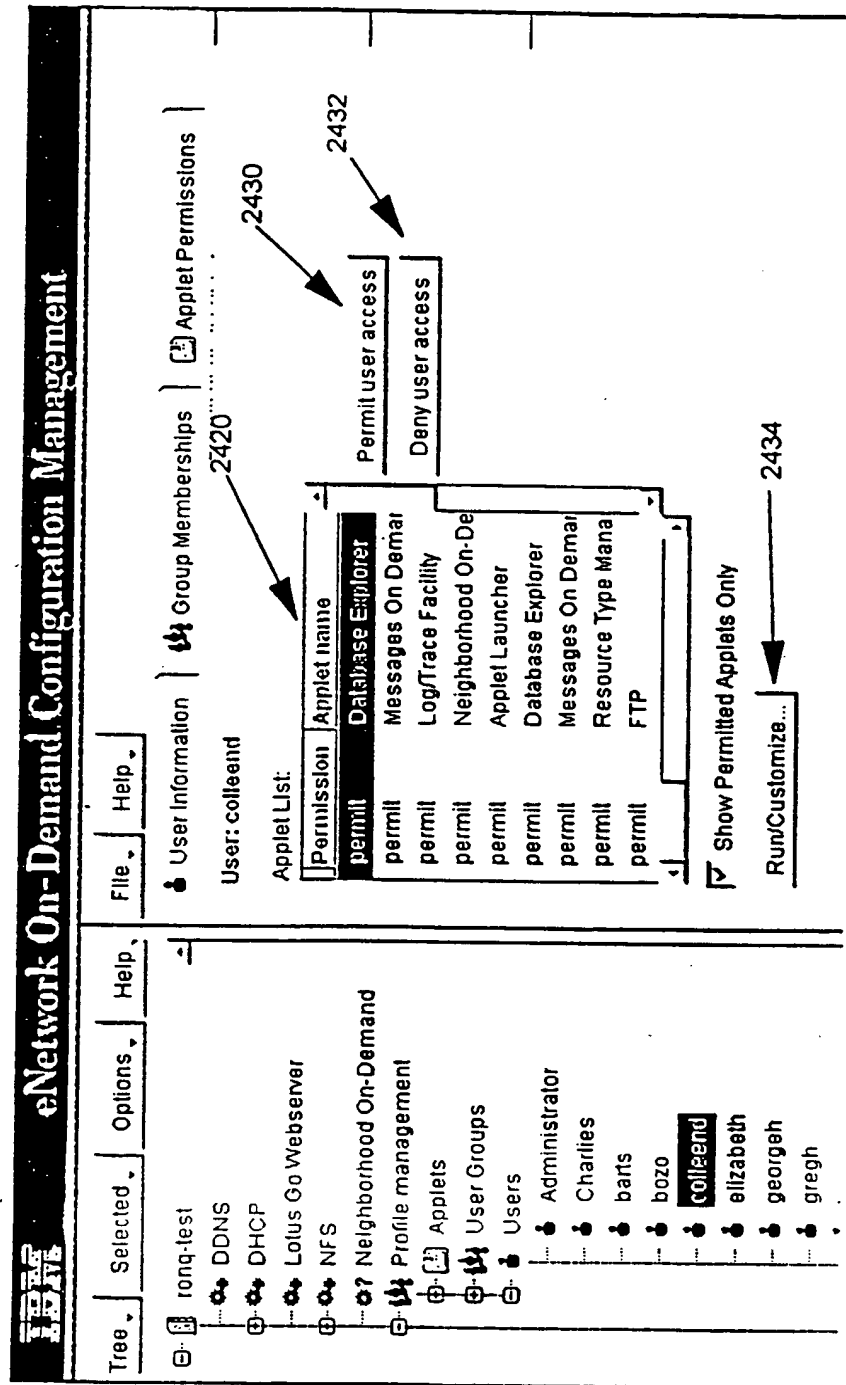 eNetwork On-Demand Configuration Management
Tree Selected Options Help
ronq-test
DDNS
DHCP
Lotus Go Webserver
NFS
Neighborhood On-Demand
Profile management
Applets
User Groups
Users
Administrator
Charlies
barts
bozo
colleend
elizabeth
georgeh
gregh
File Help
User Information Group Memberships Applet Permissions
User: colleend
Applet List:
2420
Permission Applet name
permit Database Explorer
permit Messages On Demar
permit Log/Trace Facility
permit Neighborhood On-De
permit Applet Launcher
permit Database Explorer
permit Messages On Demar
permit Resource Type Mana
permit FTP
Permit user access
2430
Deny user access
2432
Show Permitted Applets Only
Run/Customize...
2434